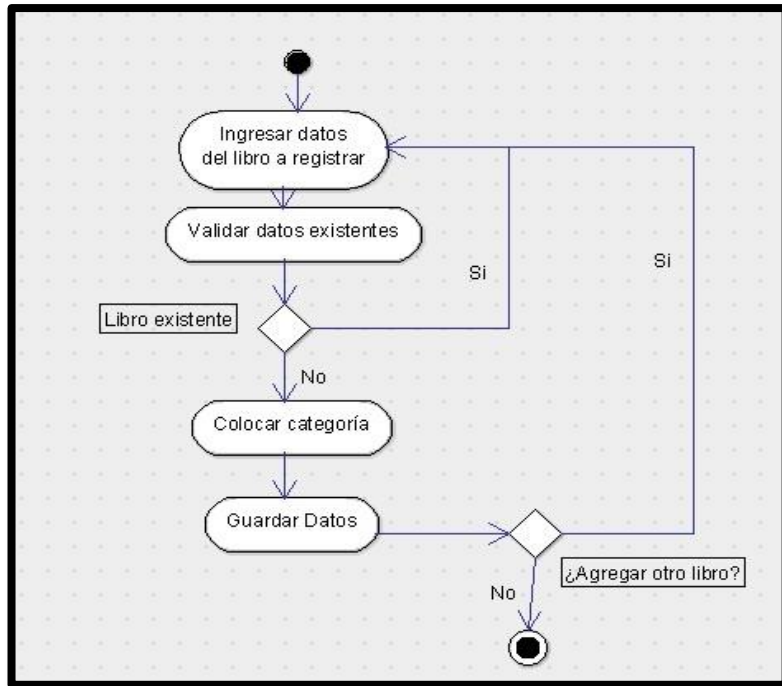 Ingresar datos
del libro a registrar
Validar datos existentes
Si
Si
Libro existente
No
Colocar categoría
Guardar Datos
¿Agregar otro libro?
No